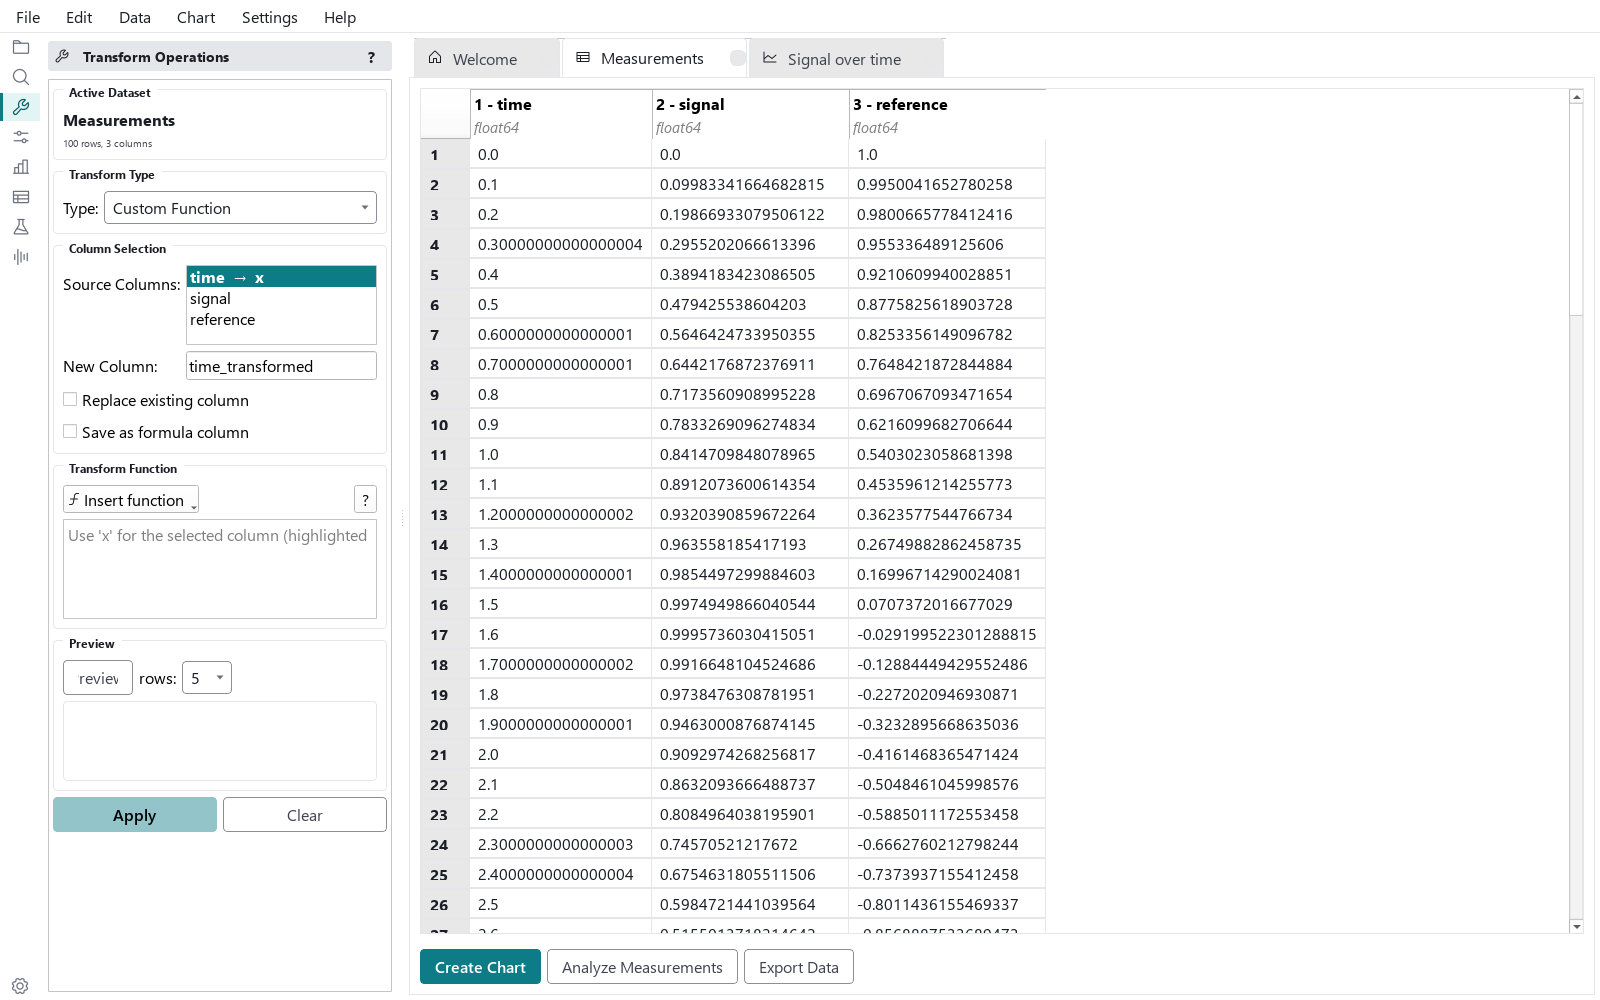 File Edit Data Chart Settings Help
Transform Operations ?
Active Dataset
Measurements
100 rows, 3 columns
Transform Type
Type: Custom Function
Column Selection
Source Columns: time → x
signal
reference
New Column: time_transformed
Replace existing column
Save as formula column
Transform Function
Insert function ?
Use 'x' for the selected column (highlighted
Preview
rows: 5
Apply Clear
Welcome Measurements Signal over time
1 - time 2 - signal 3 - reference
float64 float64 float64
1 0.0 0.0 1.0
2 0.1 0.09983341664682815 0.9950041652780258
3 0.2 0.19866933079506122 0.9800665778412416
4 0.30000000000000004 0.2955202066613396 0.955336489125606
5 0.4 0.3894183423086505 0.9210609940028851
6 0.5 0.479425538604203 0.8775825618903728
7 0.6000000000000001 0.5646424733950355 0.8253356149096782
8 0.7000000000000001 0.6442176872376911 0.7648421872844884
9 0.8 0.7173560908995228 0.6967067093471654
10 0.9 0.7833269096274834 0.6216099682706644
11 1.0 0.8414709848078965 0.5403023058681398
12 1.1 0.8912073600614354 0.4535961214255773
13 1.2000000000000002 0.9320390859672264 0.3623577544766734
14 1.3 0.963558185417193 0.26749882862458735
15 1.4000000000000001 0.9854497299884603 0.16996714290024081
16 1.5 0.9974949866040544 0.0707372016677029
17 1.6 0.9995736030415051 -0.029199522301288815
18 1.7000000000000002 0.9916648104524686 -0.12884449429552486
19 1.8 0.9738476308781951 -0.2272020946930871
20 1.9000000000000001 0.9463000876874145 -0.3232895668635036
21 2.0 0.9092974268256817 -0.4161468365471424
22 2.1 0.8632093666488737 -0.5048461045998576
23 2.2 0.8084964038195901 -0.5885011172553458
24 2.3000000000000003 0.74570521217672 -0.6662760212798244
25 2.4000000000000004 0.6754631805511506 -0.7373937155412458
26 2.5 0.5984721441039564 -0.8011436155469337
Create Chart Analyze Measurements Export Data